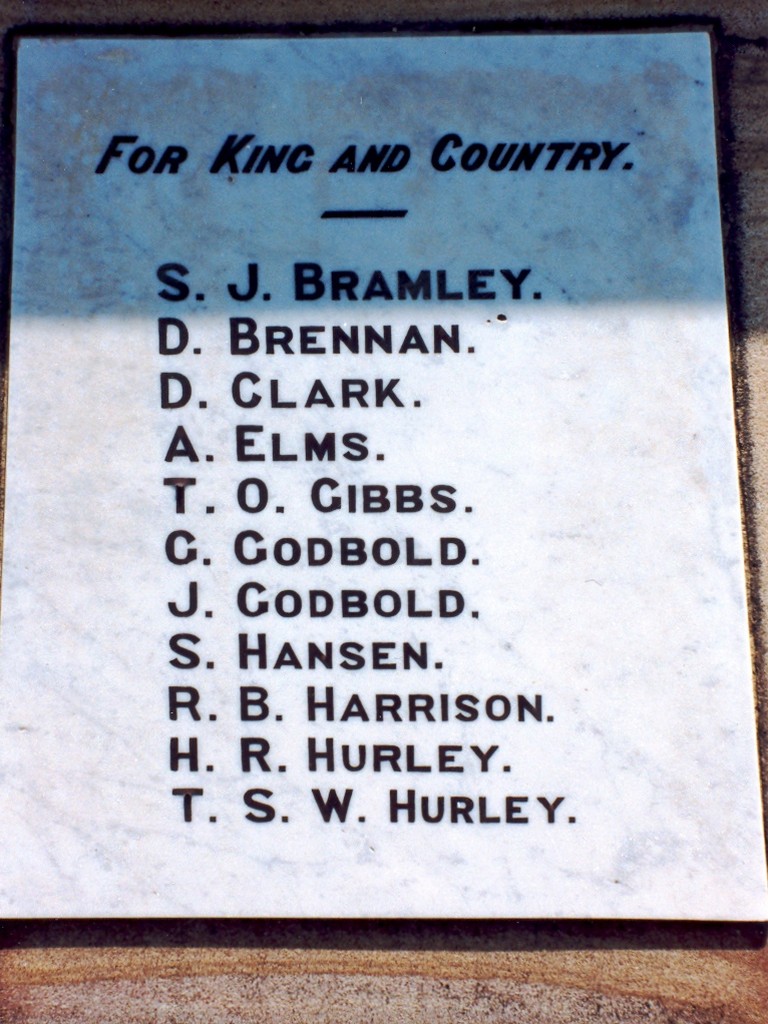 FOR KING AND COUNTRY.
S. J. BRAMLEY.
D. BRENNAN.
D. CLARK.
A. ELMS.
T. O. GIBBS.
G. GODBOLD.
J. GODBOLD.
S. HANSEN.
R. B. HARRISON.
H. R. HURLEY.
T. S. W. HURLEY.